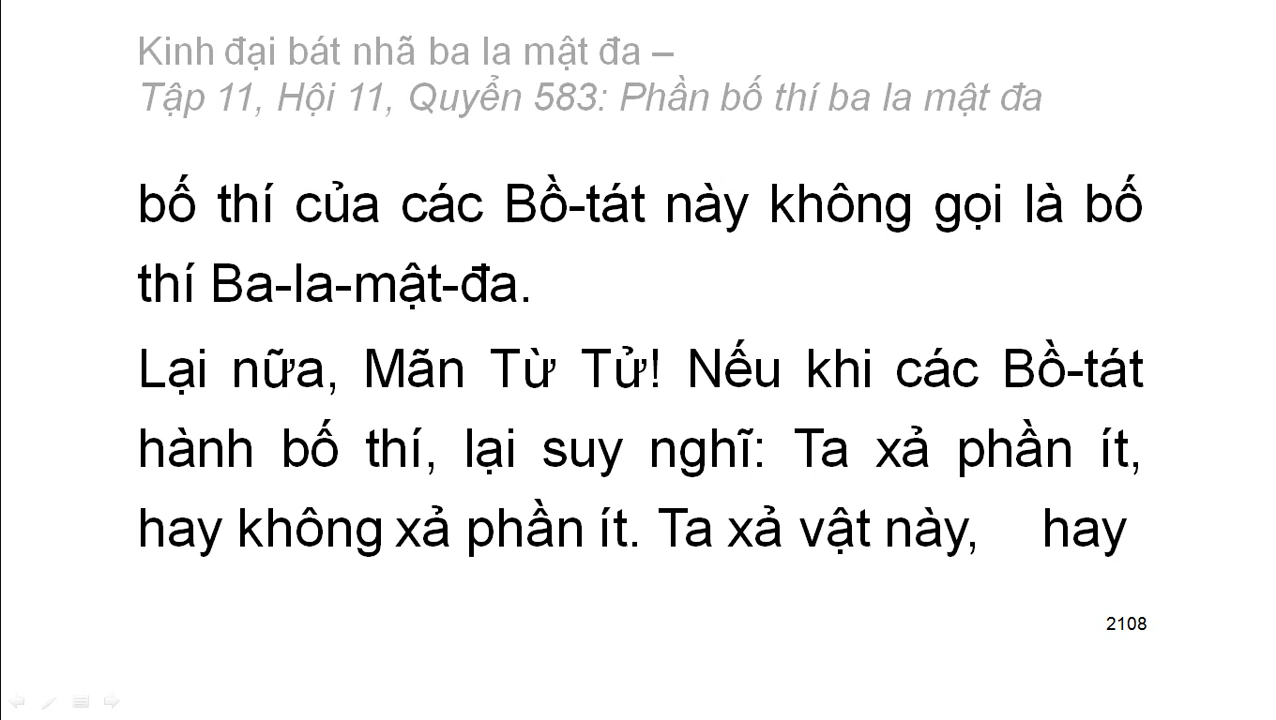 Kinh đại bát nhã ba la mật đa –
Tập 11, Hội 11, Quyển 583: Phần bố thí ba la mật đa
bố thí của các Bồ-tát này không gọi là bố
thí Ba-la-mật-đa.
Lại nữa, Mãn Từ Tử! Nếu khi các Bồ-tát
hành bố thí, lại suy nghĩ: Ta xả phần ít,
hay không xả phần ít. Ta xả vật này, hay
2108